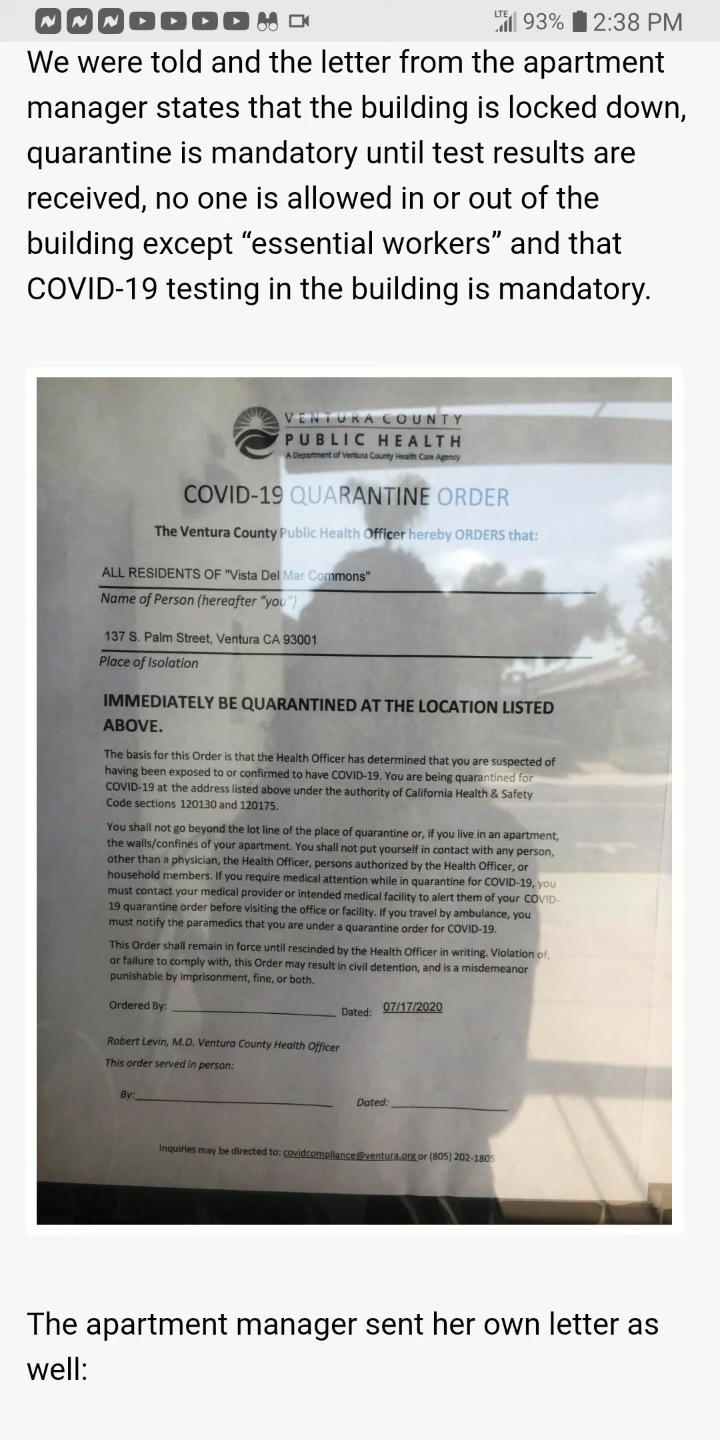 LTE 93% 2:38 PM
We were told and the letter from the apartment
manager states that the building is locked down,
quarantine is mandatory until test results are
received, no one is allowed in or out of the
building except “essential workers” and that
COVID-19 testing in the building is mandatory.
VENTURA COUNTY
PUBLIC HEALTH
A Department of Ventura County Health Care Agency
COVID-19 QUARANTINE ORDER
The Ventura County Public Health Officer hereby ORDERS that:
ALL RESIDENTS OF "Vista Del Mar Commons"
Name of Person (hereafter "you")
137 S. Palm Street, Ventura CA 93001
Place of Isolation
IMMEDIATELY BE QUARANTINED AT THE LOCATION LISTED
ABOVE.
The basis for this Order is that the Health Officer has determined that you are suspected of
having been exposed to or confirmed to have COVID-19. You are being quarantined for
COVID-19 at the address listed above under the authority of California Health & Safety
Code sections 120130 and 120175.
You shall not go beyond the lot line of the place of quarantine or, if you live in an apartment,
the walls/confines of your apartment. You shall not put yourself in contact with any person,
other than a physician, the Health Officer, persons authorized by the Health Officer, or
household members. If you require medical attention while in quarantine for COVID-19, you
must contact your medical provider or intended medical facility to alert them of your COVID-
19 quarantine order before visiting the office or facility. If you travel by ambulance, you
must notify the paramedics that you are under a quarantine order for COVID-19.
This Order shall remain in force until rescinded by the Health Officer in writing. Violation of,
or failure to comply with, this Order may result in civil detention, and is a misdemeanor
punishable by imprisonment, fine, or both.
Ordered By: Dated: 07/17/2020
Robert Levin, M.D. Ventura County Health Officer
This order served in person:
By: Dated:
Inquiries may be directed to: covidcompliance@ventura.org or (805) 202-1805
The apartment manager sent her own letter as
well: